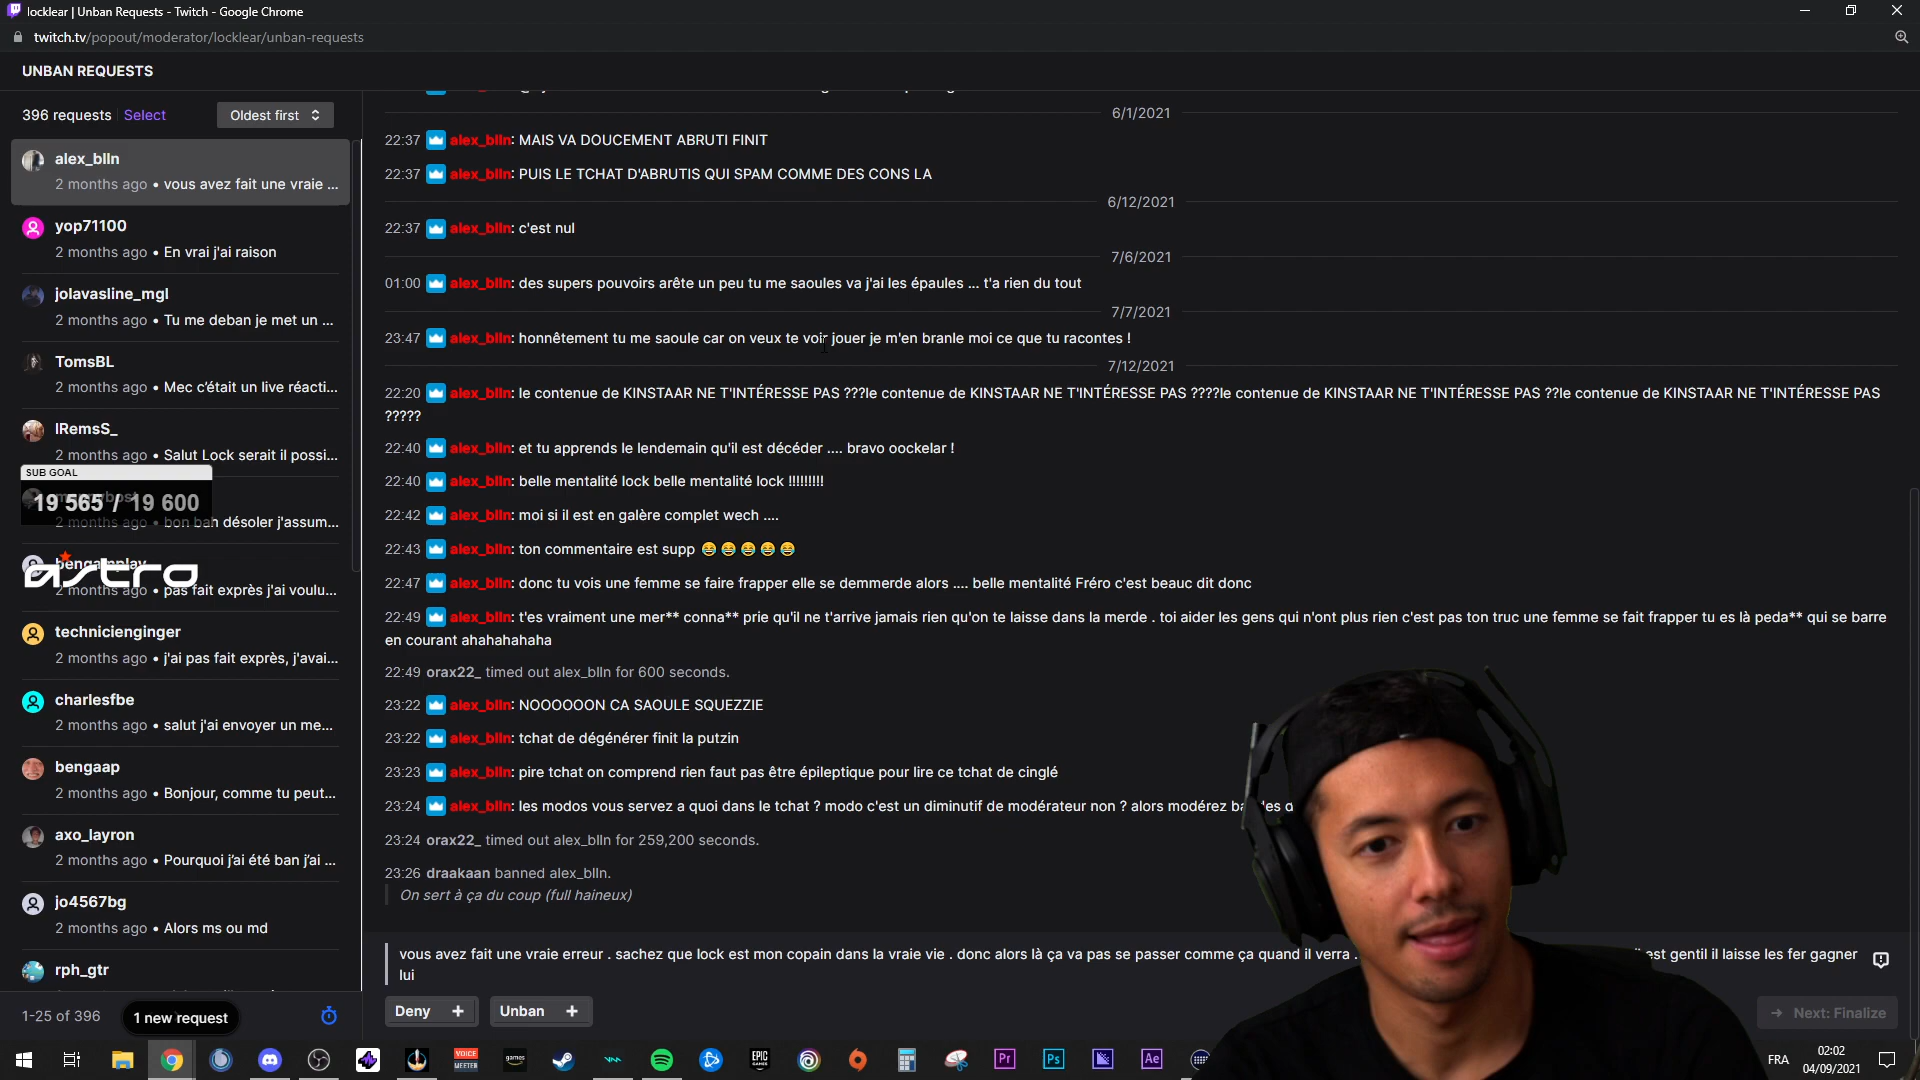 locklear | Unban Requests - Twitch - Google Chrome
twitch.tv/popout/moderator/locklear/unban-requests
UNBAN REQUESTS
396 requests Select Oldest first
alex_blln
2 months ago • vous avez fait une vraie ...
yop71100
2 months ago • En vrai j'ai raison
jolavasline_mgl
2 months ago • Tu me deban je met un ...
TomsBL
2 months ago • Mec c'était un live réacti...
IRemsS_
2 months ago • Salut Lock serait il possi...
SUB GOAL
19 565 / 19 600
2 months ago • bon bah désoler j'assum...
bengamplay
astro
2 months ago • pas fait exprès j'ai voulu...
technicienginger
2 months ago • j'ai pas fait exprès, j'avai...
charlesfbe
2 months ago • salut j'ai envoyer un me...
bengaap
2 months ago • Bonjour, comme tu peut...
axo_layron
2 months ago • Pourquoi j'ai été ban j'ai ...
jo4567bg
2 months ago • Alors ms ou md
rph_gtr
1-25 of 396
1 new request
6/1/2021
22:37 alex_blln: MAIS VA DOUCEMENT ABRUTI FINIT
22:37 alex_blln: PUIS LE TCHAT D'ABRUTIS QUI SPAM COMME DES CONS LA
6/12/2021
22:37 alex_blln: c'est nul
7/6/2021
01:00 alex_blln: des supers pouvoirs arête un peu tu me saoules va j'ai les épaules ... t'a rien du tout
7/7/2021
23:47 alex_blln: honnêtement tu me saoule car on veux te voir jouer je m'en branle moi ce que tu racontes !
7/12/2021
22:20 alex_blln: le contenue de KINSTAAR NE T'INTÉRESSE PAS ???le contenue de KINSTAAR NE T'INTÉRESSE PAS ????le contenue de KINSTAAR NE T'INTÉRESSE PAS ??le contenue de KINSTAAR NE T'INTÉRESSE PAS
?????
22:40 alex_blln: et tu apprends le lendemain qu'il est décéder .... bravo oockelar !
22:40 alex_blln: belle mentalité lock belle mentalité lock !!!!!!!!!
22:42 alex_blln: moi si il est en galère complet wech ....
22:43 alex_blln: ton commentaire est supp 😂 😂 😂 😂 😂
22:47 alex_blln: donc tu vois une femme se faire frapper elle se demmerde alors .... belle mentalité Fréro c'est beauc dit donc
22:49 alex_blln: t'es vraiment une mer** conna** prie qu'il ne t'arrive jamais rien qu'on te laisse dans la merde . toi aider les gens qui n'ont plus rien c'est pas ton truc une femme se fait frapper tu es là peda** qui se barre
en courant ahahahahaha
22:49 orax22_ timed out alex_blln for 600 seconds.
23:22 alex_blln: NOOOOOON CA SAOULE SQUEZZIE
23:22 alex_blln: tchat de dégénérer finit la putzin
23:23 alex_blln: pire tchat on comprend rien faut pas être épileptique pour lire ce tchat de cinglé
23:24 alex_blln: les modos vous servez a quoi dans le tchat ? modo c'est un diminutif de modérateur non ? alors modérez
23:24 orax22_ timed out alex_blln for 259,200 seconds.
23:26 draakaan banned alex_blln.
On sert à ça du coup (full haineux)
vous avez fait une vraie erreur . sachez que lock est mon copain dans la vraie vie . donc alors là ça va pas se passer comme ça quand il verra . est gentil il laisse les fer gagner
lui
Deny + Unban +
Next: Finalize
VOICE MEETER
games
EPIC GAMES
Pr Ps Ae
FRA
02:02
04/09/2021